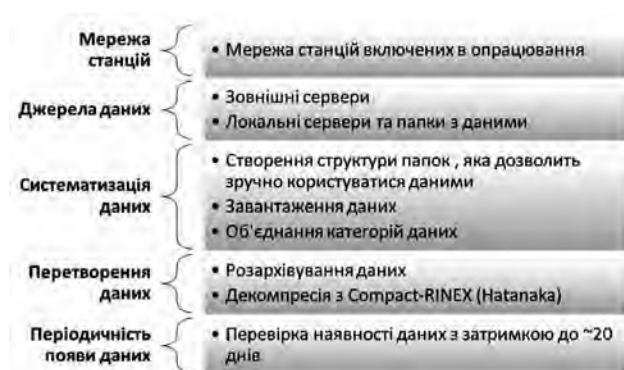 Мережа
станцій
• Мережа станцій включених в опрацювання
Джерела даних
• Зовнішні сервери
• Локальні сервери та папки з даними
Систематизація
даних
• Створення структури папок , яка дозволить
зручно користуватися даними
• Завантаження даних
• Об'єднання категорій даних
Перетворення
даних
• Розархівування даних
• Декомпресія з Compact-RINEX (Hatanaka)
Періодичність
появи даних
• Перевірка наявності даних з затримкою до ~20
днів